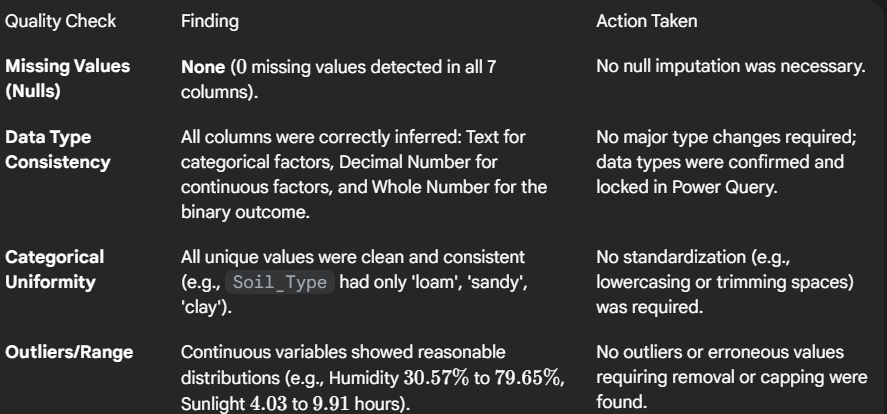 Quality Check Finding Action Taken
Missing Values None (0 missing values detected in all 7 No null imputation was necessary.
(Nulls) columns).
Data Type All columns were correctly inferred: Text for No major type changes required;
Consistency categorical factors, Decimal Number for data types were confirmed and
continuous factors, and Whole Number for the locked in Power Query.
binary outcome.
Categorical All unique values were clean and consistent No standardization (e.g.,
Uniformity (e.g., Soil_Type had only 'loam', 'sandy', lowercasing or trimming spaces)
'clay'). was required.
Outliers/Range Continuous variables showed reasonable No outliers or erroneous values
distributions (e.g., Humidity 30.57% to 79.65%, requiring removal or capping were
Sunlight 4.03 to 9.91 hours). found.